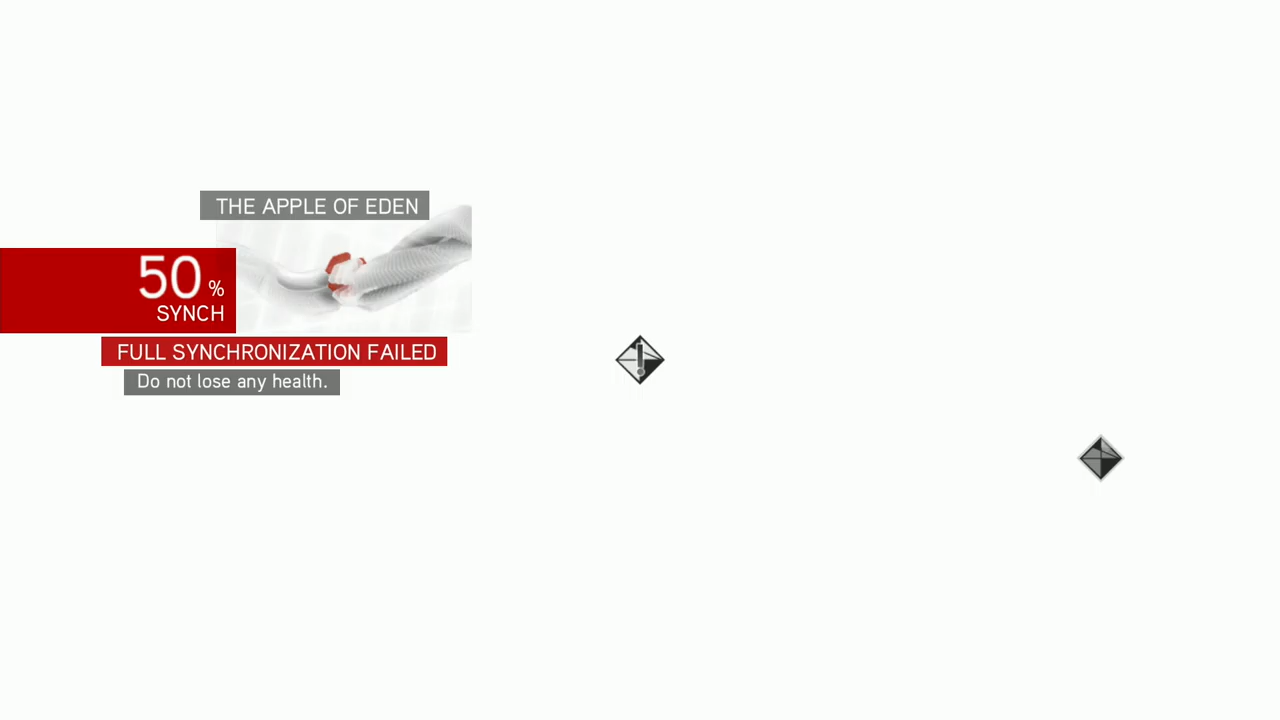 THE APPLE OF EDEN
50 %
SYNCH
FULL SYNCHRONIZATION FAILED
Do not lose any health.